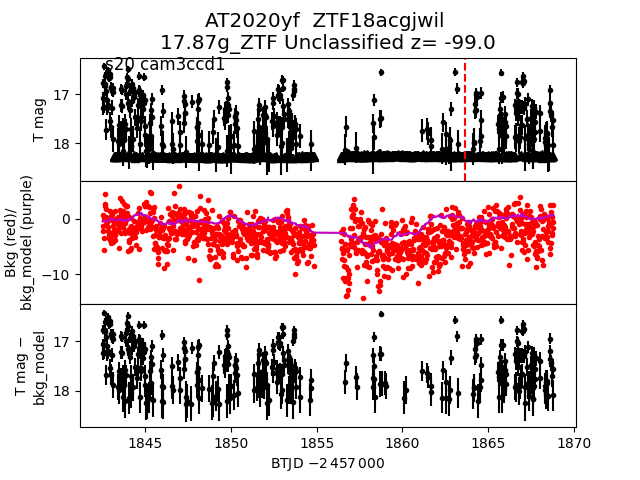 AT2020yf  ZTF18acgjwil
17.87g_ZTF Unclassified z= -99.0
s20 cam3ccd1
T mag
17
18
Bkg (red)/
bkg_model (purple)
0
−10
T mag −
bkg_model
17
18
1845 1850 1855 1860 1865 1870
BTJD −2 457 000